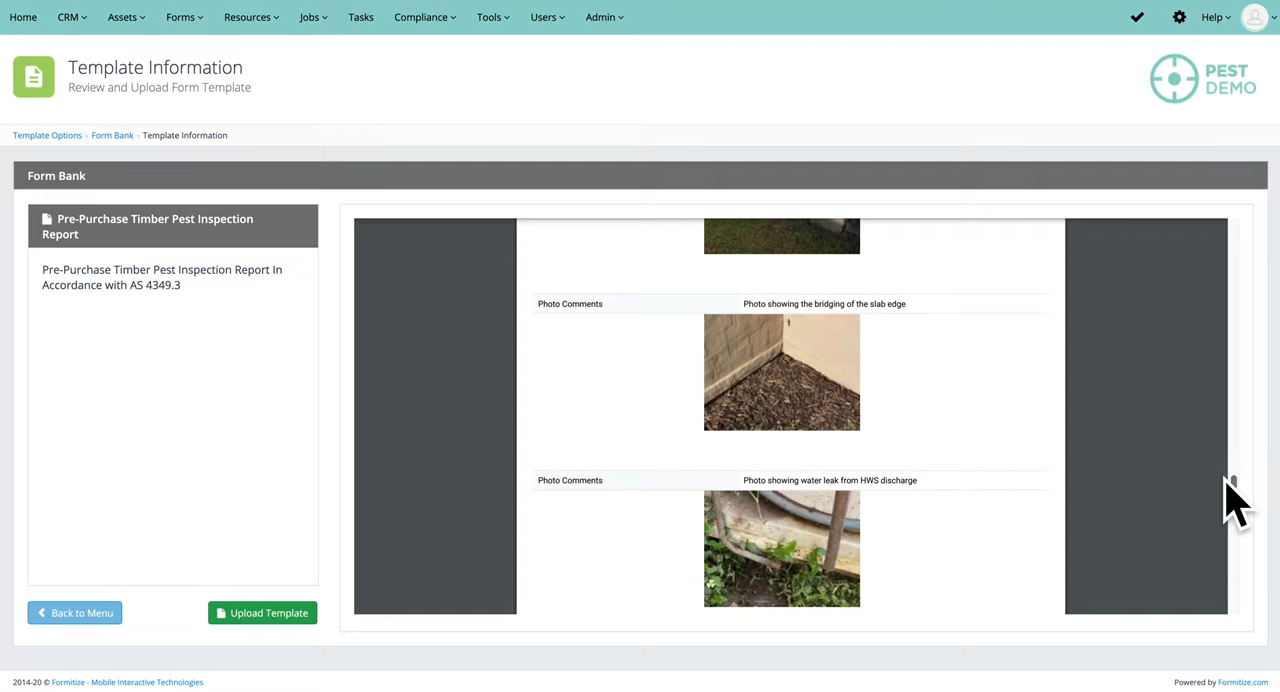 Home CRM Assets Forms Resources Jobs Tasks Compliance Tools Users Admin Help
Template Information
Review and Upload Form Template
PEST
DEMO
Template Options › Form Bank › Template Information
Form Bank
Pre-Purchase Timber Pest Inspection
Report
Pre-Purchase Timber Pest Inspection Report In
Accordance with AS 4349.3
Photo Comments Photo showing the bridging of the slab edge
Photo Comments Photo showing water leak from HWS discharge
Back to Menu
Upload Template
2014-20 © Formitize - Mobile Interactive Technologies
Powered by Formitize.com